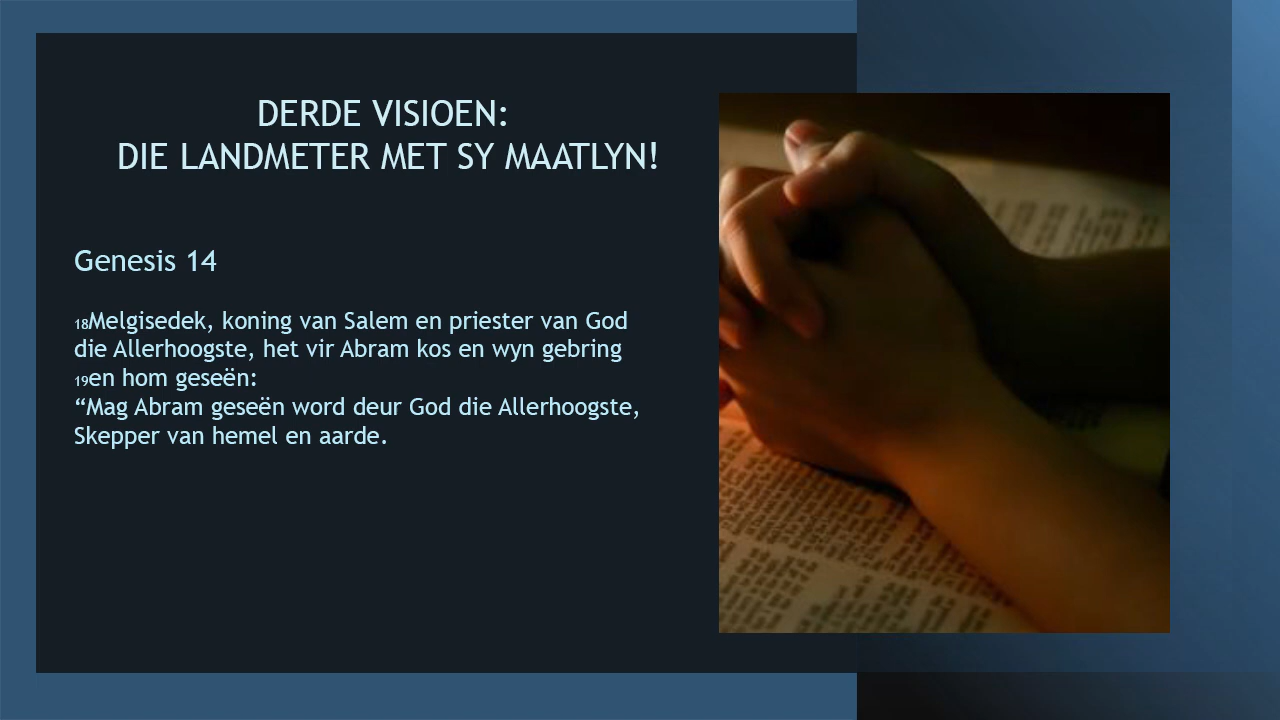 DERDE VISIOEN:
DIE LANDMETER MET SY MAATLYN!
Genesis 14
18Melgisedek, koning van Salem en priester van God
die Allerhoogste, het vir Abram kos en wyn gebring
19en hom geseën:
“Mag Abram geseën word deur God die Allerhoogste,
Skepper van hemel en aarde.